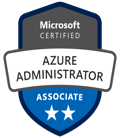 Microsoft
CERTIFIED
AZURE
ADMINISTRATOR
ASSOCIATE